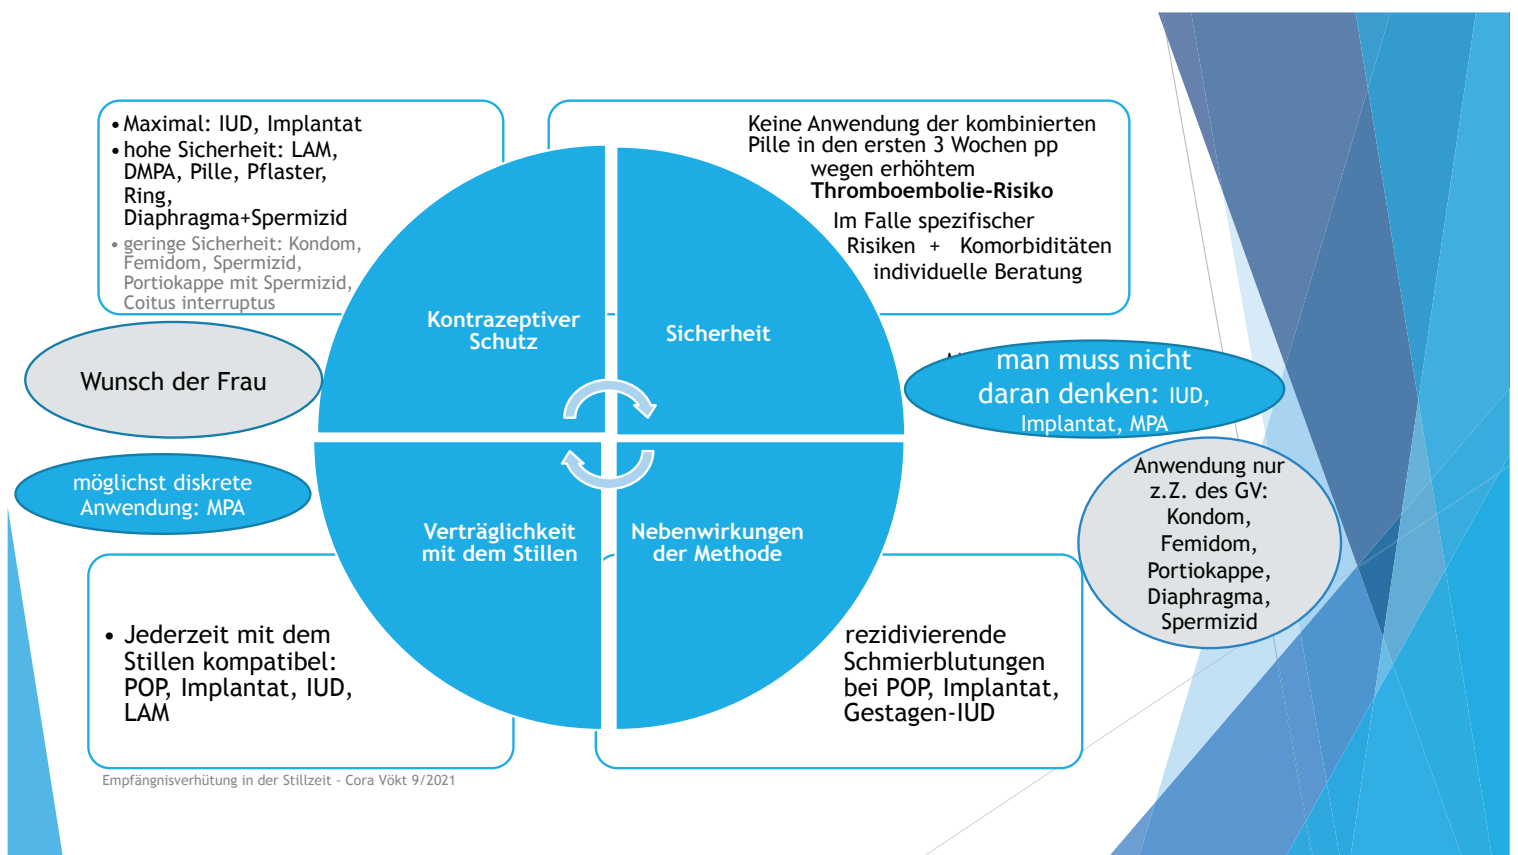 • Maximal: IUD, Implantat
• hohe Sicherheit: LAM,
DMPA, Pille, Pflaster,
Ring,
Diaphragma+Spermizid
• geringe Sicherheit: Kondom,
Femidom, Spermizid,
Portiokappe mit Spermizid,
Coitus interruptus
Keine Anwendung der kombinierten
Pille in den ersten 3 Wochen pp
wegen erhöhtem
Thromboembolie-Risiko
Im Falle spezifischer
Risiken + Komorbiditäten
individuelle Beratung
Kontrazeptiver
Schutz
Sicherheit
Wunsch der Frau
man muss nicht
daran denken: IUD,
Implantat, MPA
möglichst diskrete
Anwendung: MPA
Anwendung nur
z.Z. des GV:
Kondom,
Femidom,
Portiokappe,
Diaphragma,
Spermizid
Verträglichkeit
mit dem Stillen
Nebenwirkungen
der Methode
• Jederzeit mit dem
Stillen kompatibel:
POP, Implantat, IUD,
LAM
rezidivierende
Schmierblutungen
bei POP, Implantat,
Gestagen-IUD
Empfängnisverhütung in der Stillzeit - Cora Vökt 9/2021